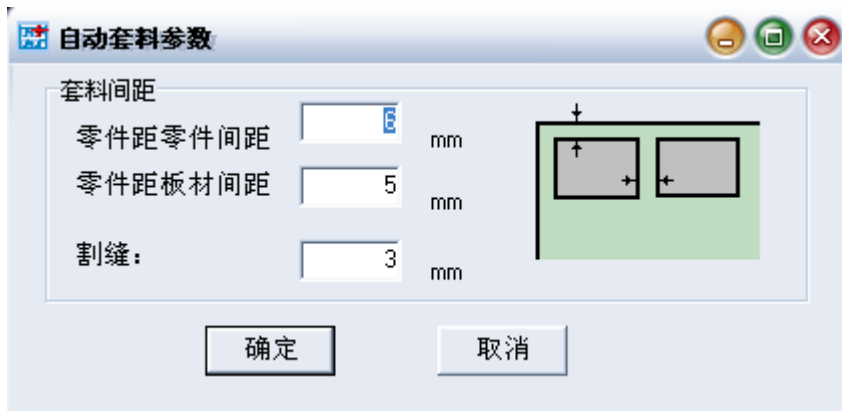 自动套料参数
套料间距
零件距零件间距 6 mm
零件距板材间距 5 mm
割缝: 3 mm
确定 取消